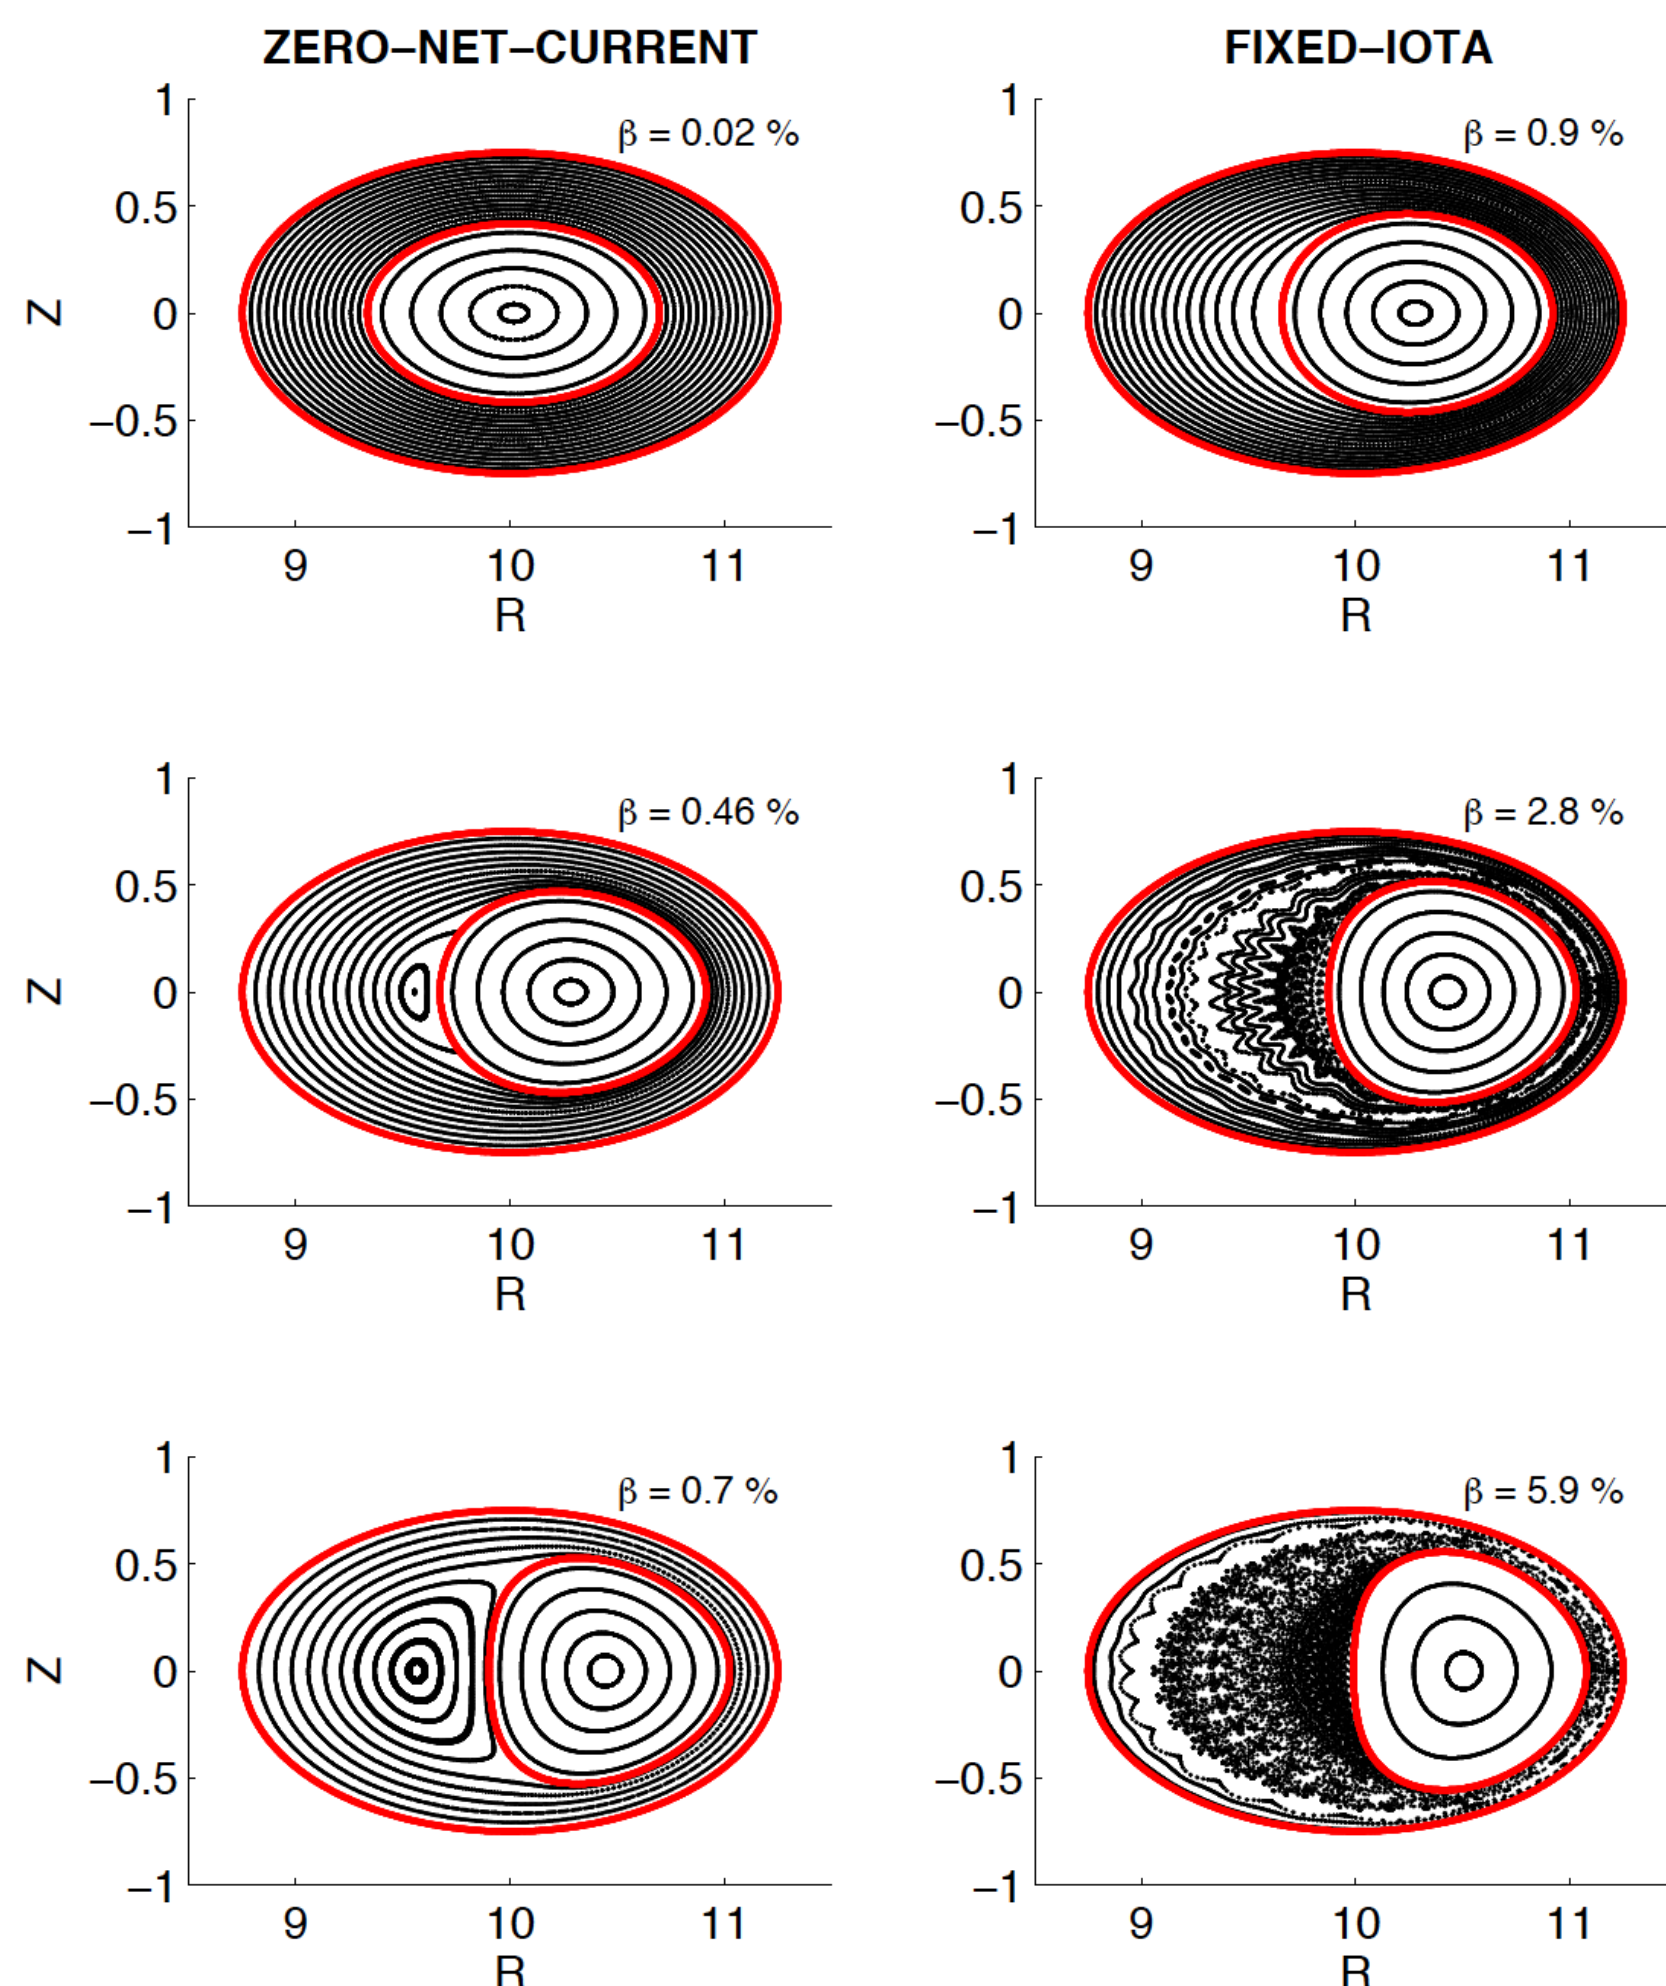 ZERO–NET–CURRENT
β = 0.02 %
1
0.5
0
−0.5
−1
Z
9 10 11
R
FIXED–IOTA
β = 0.9 %
1
0.5
0
−0.5
−1
9 10 11
R
β = 0.46 %
1
0.5
0
−0.5
−1
Z
9 10 11
R
β = 2.8 %
1
0.5
0
−0.5
−1
9 10 11
R
β = 0.7 %
1
0.5
0
−0.5
−1
Z
9 10 11
R
β = 5.9 %
1
0.5
0
−0.5
−1
9 10 11
R